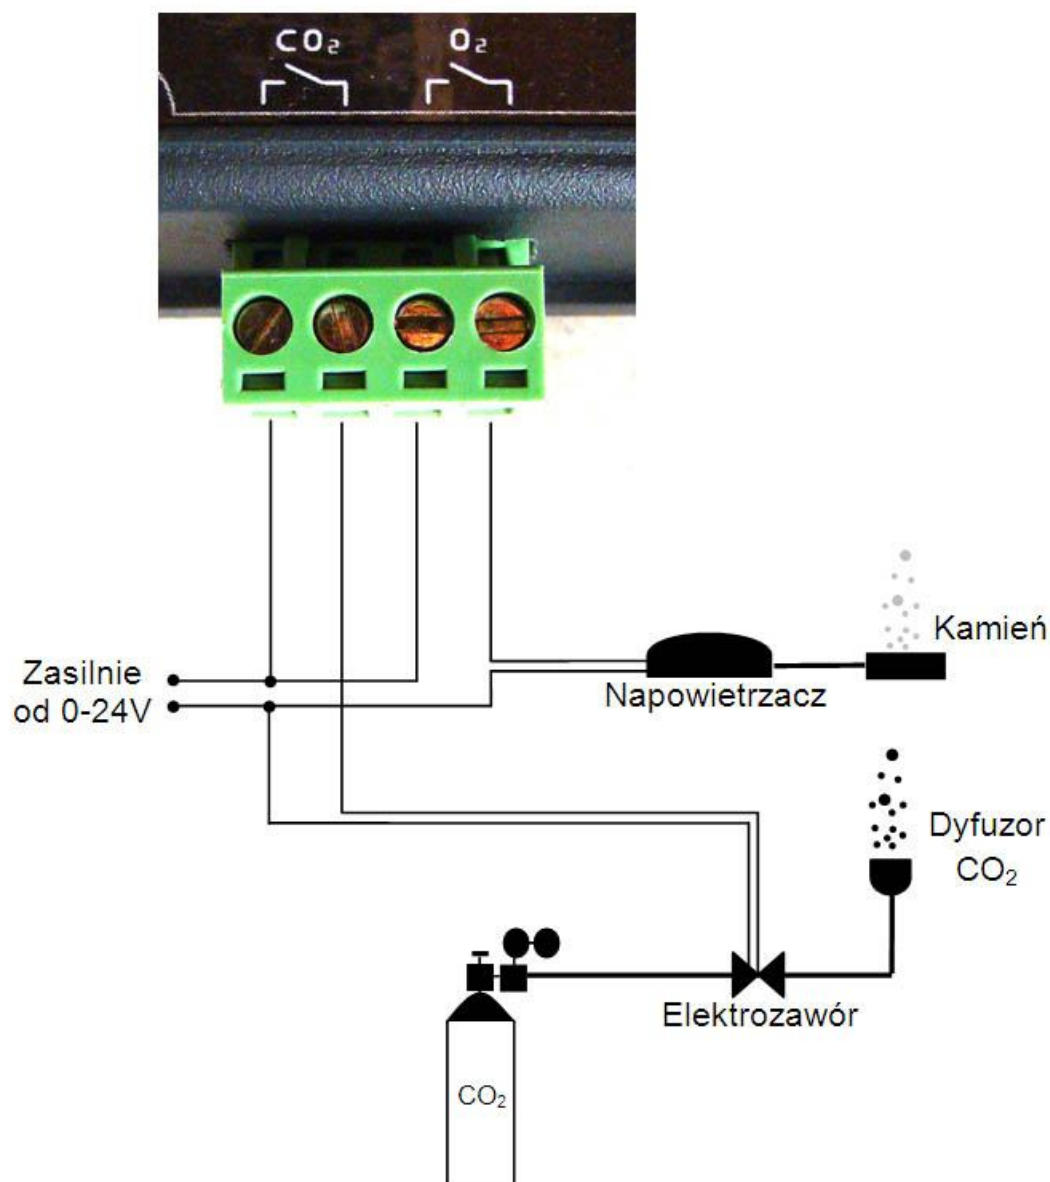 CO₂ O₂
Zasilnie
od 0-24V
Kamień
Napowietrzacz
Dyfuzor
CO₂
Elektrozawór
CO₂